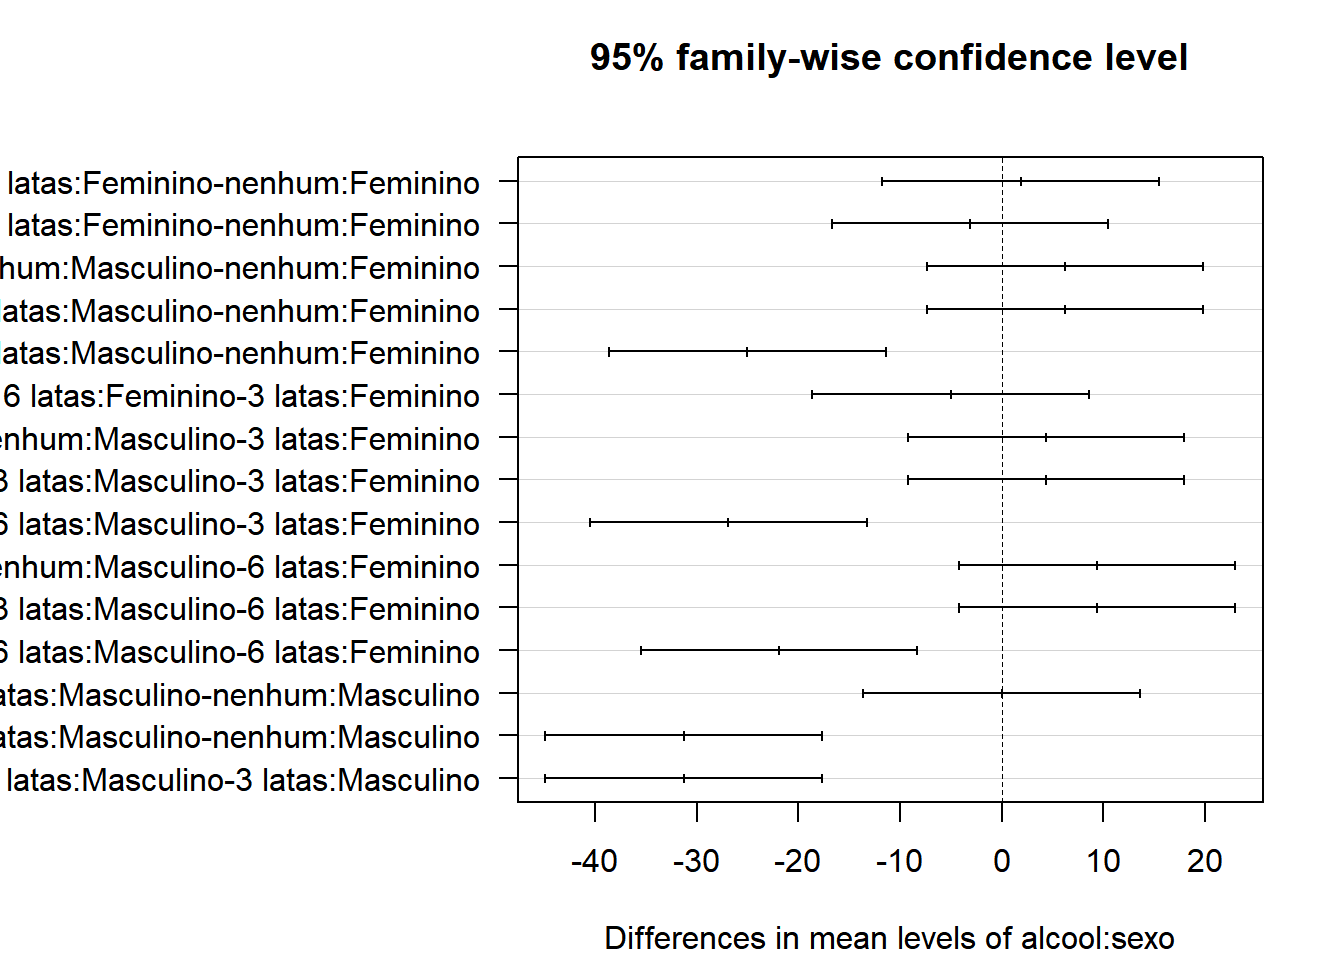 95% family-wise confidence level
latas:Feminino-nenhum:Feminino
latas:Feminino-nenhum:Feminino
hum:Masculino-nenhum:Feminino
latas:Masculino-nenhum:Feminino
latas:Masculino-nenhum:Feminino
6 latas:Feminino-3 latas:Feminino
enhum:Masculino-3 latas:Feminino
3 latas:Masculino-3 latas:Feminino
6 latas:Masculino-3 latas:Feminino
enhum:Masculino-6 latas:Feminino
3 latas:Masculino-6 latas:Feminino
6 latas:Masculino-6 latas:Feminino
atas:Masculino-nenhum:Masculino
atas:Masculino-nenhum:Masculino
latas:Masculino-3 latas:Masculino
-40 -30 -20 -10 0 10 20
Differences in mean levels of alcool:sexo